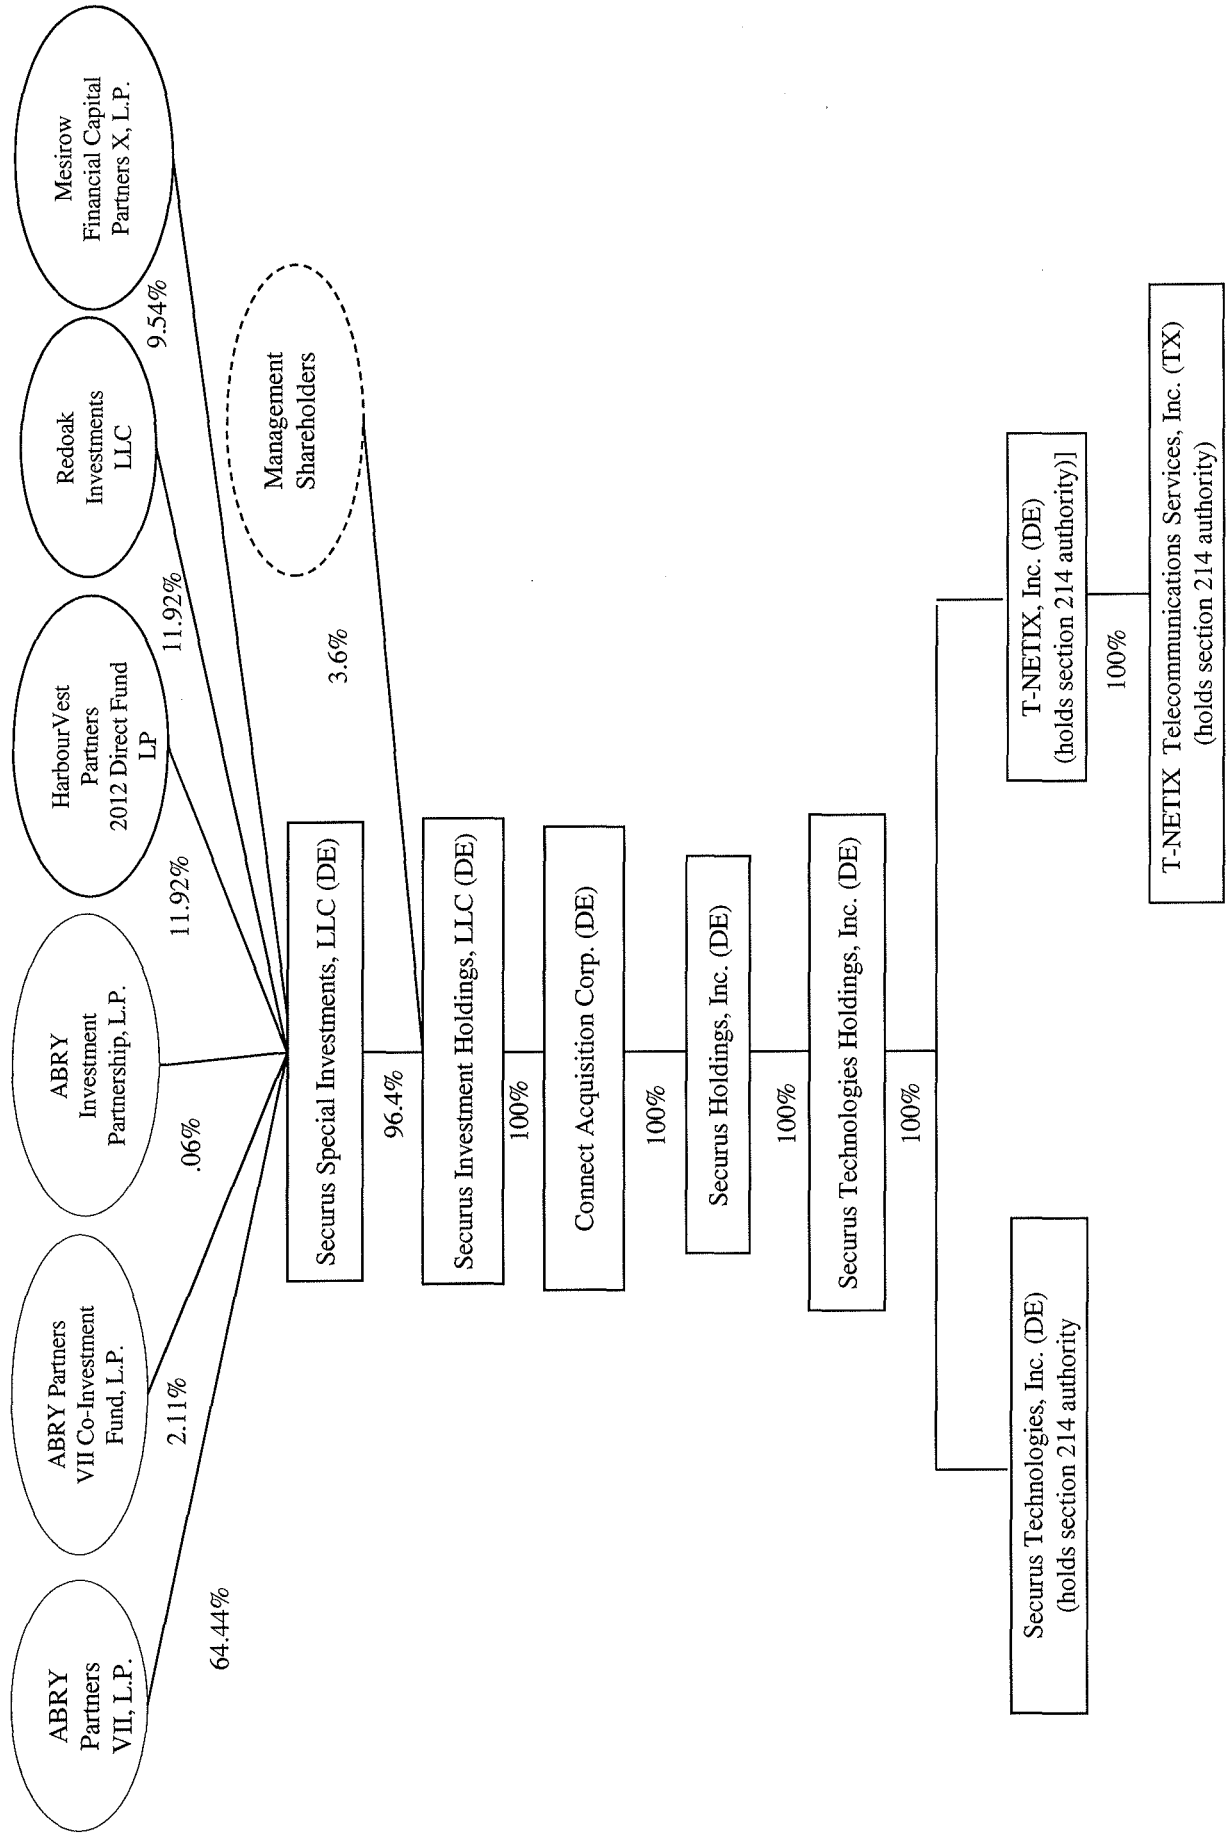 ABRY
Partners
VII, L.P.
ABRY Partners
VII Co-Investment
Fund, L.P.
ABRY
Investment
Partnership, L.P.
HarbourVest
Partners
2012 Direct Fund
LP
Redoak
Investments
LLC
Mesirow
Financial Capital
Partners X, L.P.
64.44%
2.11%
.06%
11.92%
11.92%
9.54%
Management
Shareholders
Securus Special Investments, LLC (DE)
96.4%
3.6%
Securus Investment Holdings, LLC (DE)
100%
Connect Acquisition Corp. (DE)
100%
Securus Holdings, Inc. (DE)
100%
Securus Technologies Holdings, Inc. (DE)
100%
Securus Technologies, Inc. (DE)
(holds section 214 authority
T-NETIX, Inc. (DE)
(holds section 214 authority)]
100%
T-NETIX Telecommunications Services, Inc. (TX)
(holds section 214 authority)